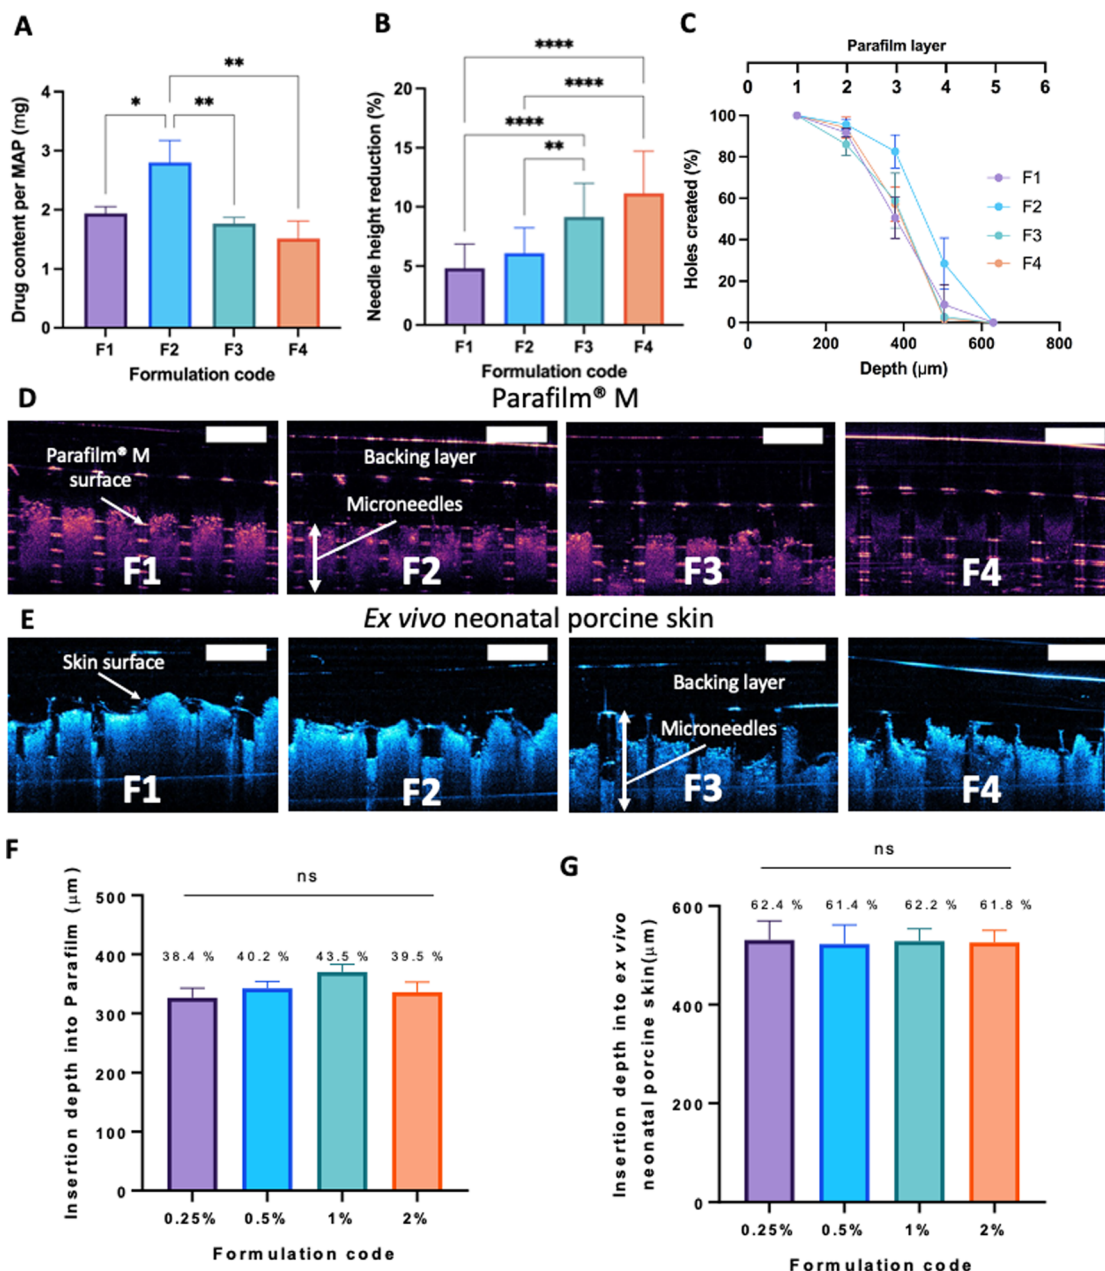 A
Drug content per MAP (mg)
4
3
2
1
0
*
**
**
F1
F2
F3
F4
Formulation code
B
Needle height reduction (%)
20
15
10
5
0
****
****
****
**
F1
F2
F3
F4
Formulation code
C
Parafilm layer
0
1
2
3
4
5
6
Holes created (%)
100
80
60
40
20
0
0
200
400
600
800
Depth (µm)
F1
F2
F3
F4
D
Parafilm® M
Parafilm® M
surface
F1
Backing layer
Microneedles
F2
F3
F4
E
Ex vivo neonatal porcine skin
Skin surface
F1
F2
Backing layer
Microneedles
F3
F4
F
Insertion depth into Parafilm (µm)
500
400
300
200
100
0
ns
38.4 %
40.2 %
43.5 %
39.5 %
0.25%
0.5%
1%
2%
Formulation code
G
Insertion depth into ex vivo
neonatal porcine skin(µm)
600
400
200
0
ns
62.4 %
61.4 %
62.2 %
61.8 %
0.25%
0.5%
1%
2%
Formulation code